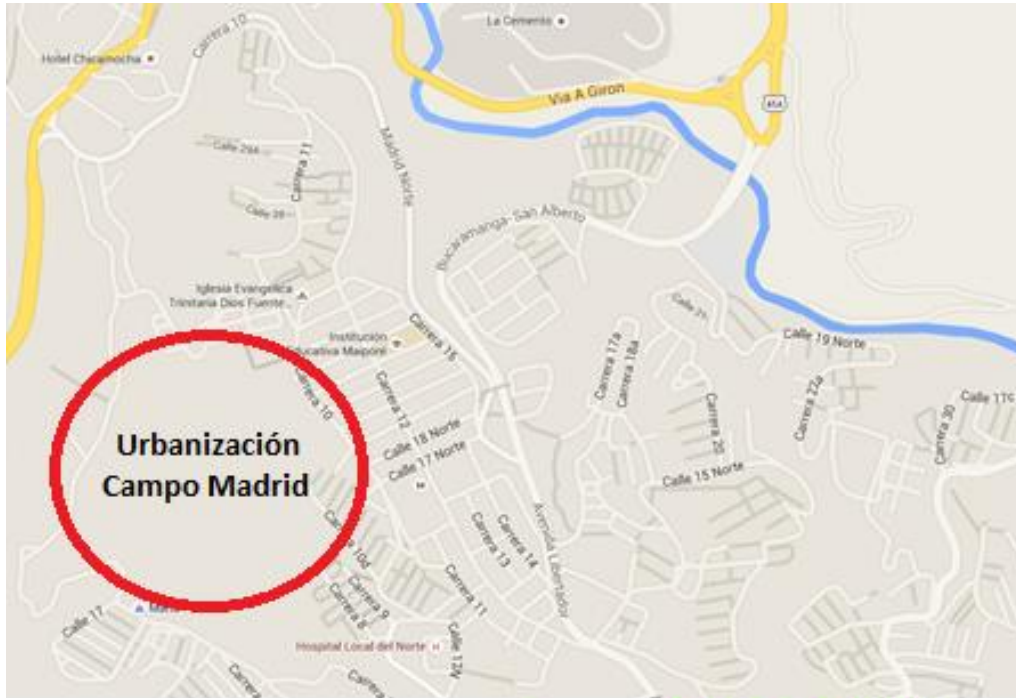 La Cemento
Carrera 10
Hotel Chicamocha
Via A Giron
45A
Madrid Norte
Calle 29A
Carrera 11
Calle 28
Bucaramanga- San Alberto
Iglesia Evangelica
Trinitaria Dios Fuente...
Institución
Educativa Maiporé
Carrera 16
Carrera 17a
Carrera 18a
Calle 19 Norte
Carrera 10
Carrera 12
Carrera 20
Carrera 22a
Carrera 30
Urbanización
Campo Madrid
Calle 18 Norte
Calle 17 Norte
Calle 15 Norte
Avenida Libertador
Carrera 14
Carrera 13
Carrera 10d
Carrera 11
Carrera 9
Carrera 8
Calle 17
Hospital Local del Norte
H
Calle 12N